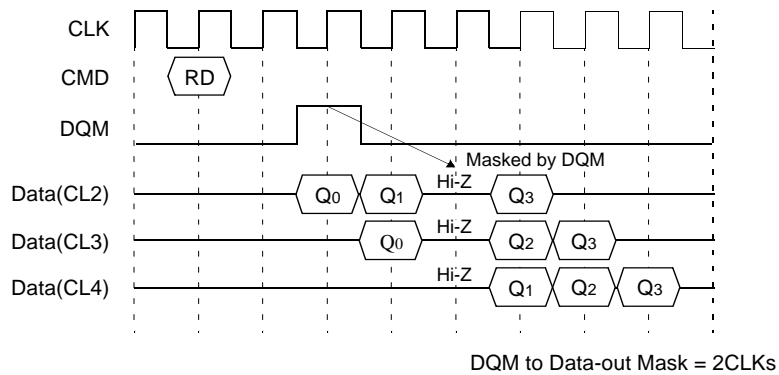 CLK
CMD RD
DQM
Masked by DQM
Data(CL2) Q0 Q1 Hi-Z Q3
Data(CL3) Q0 Hi-Z Q2 Q3
Data(CL4) Hi-Z Q1 Q2 Q3
DQM to Data-out Mask = 2CLKs